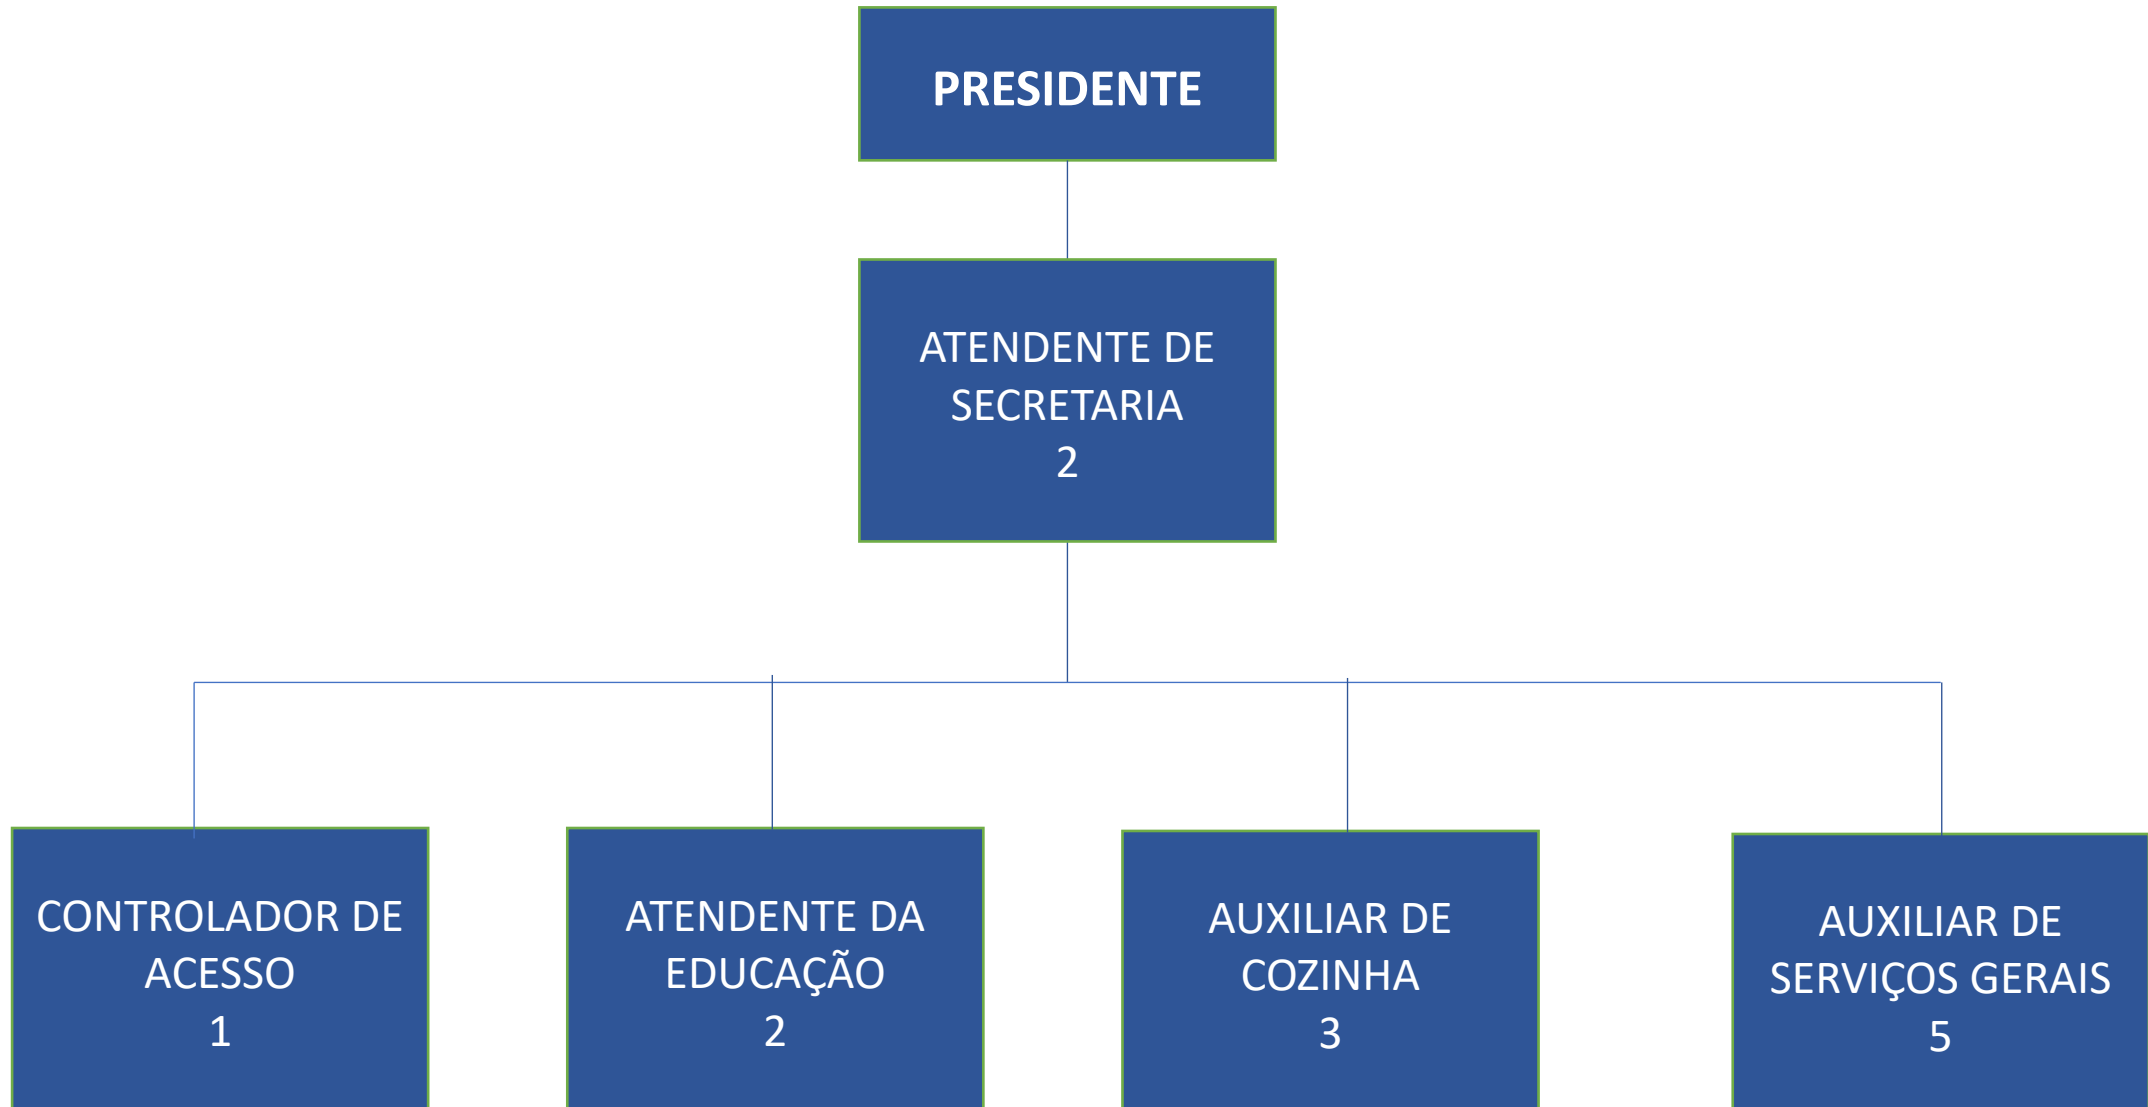 PRESIDENTE
ATENDENTE DE
SECRETARIA
2
CONTROLADOR DE
ACESSO
1
ATENDENTE DA
EDUCAÇÃO
2
AUXILIAR DE
COZINHA
3
AUXILIAR DE
SERVIÇOS GERAIS
5